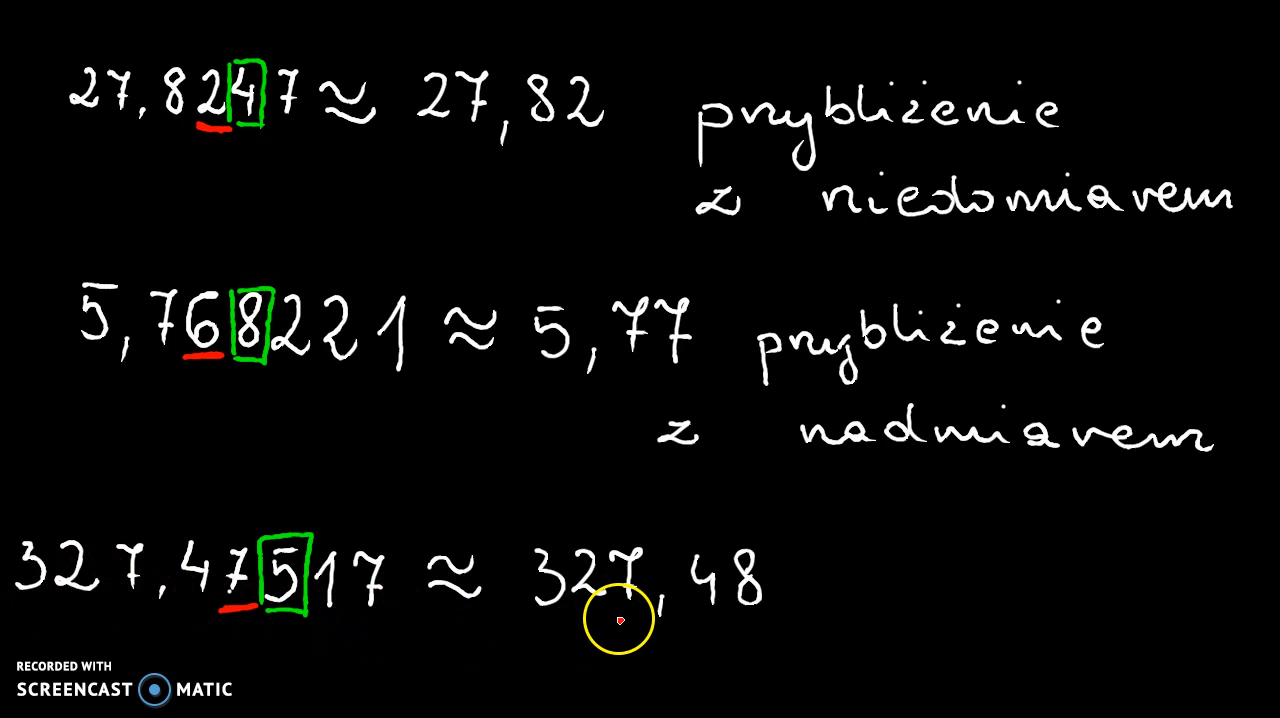 27,8247 ≈ 27,82 przybliżenie
z niedomiarem
5,768221 ≈ 5,77 przybliżenie
z nadmiarem
327,47517 ≈ 327,48
RECORDED WITH
SCREENCAST MATIC